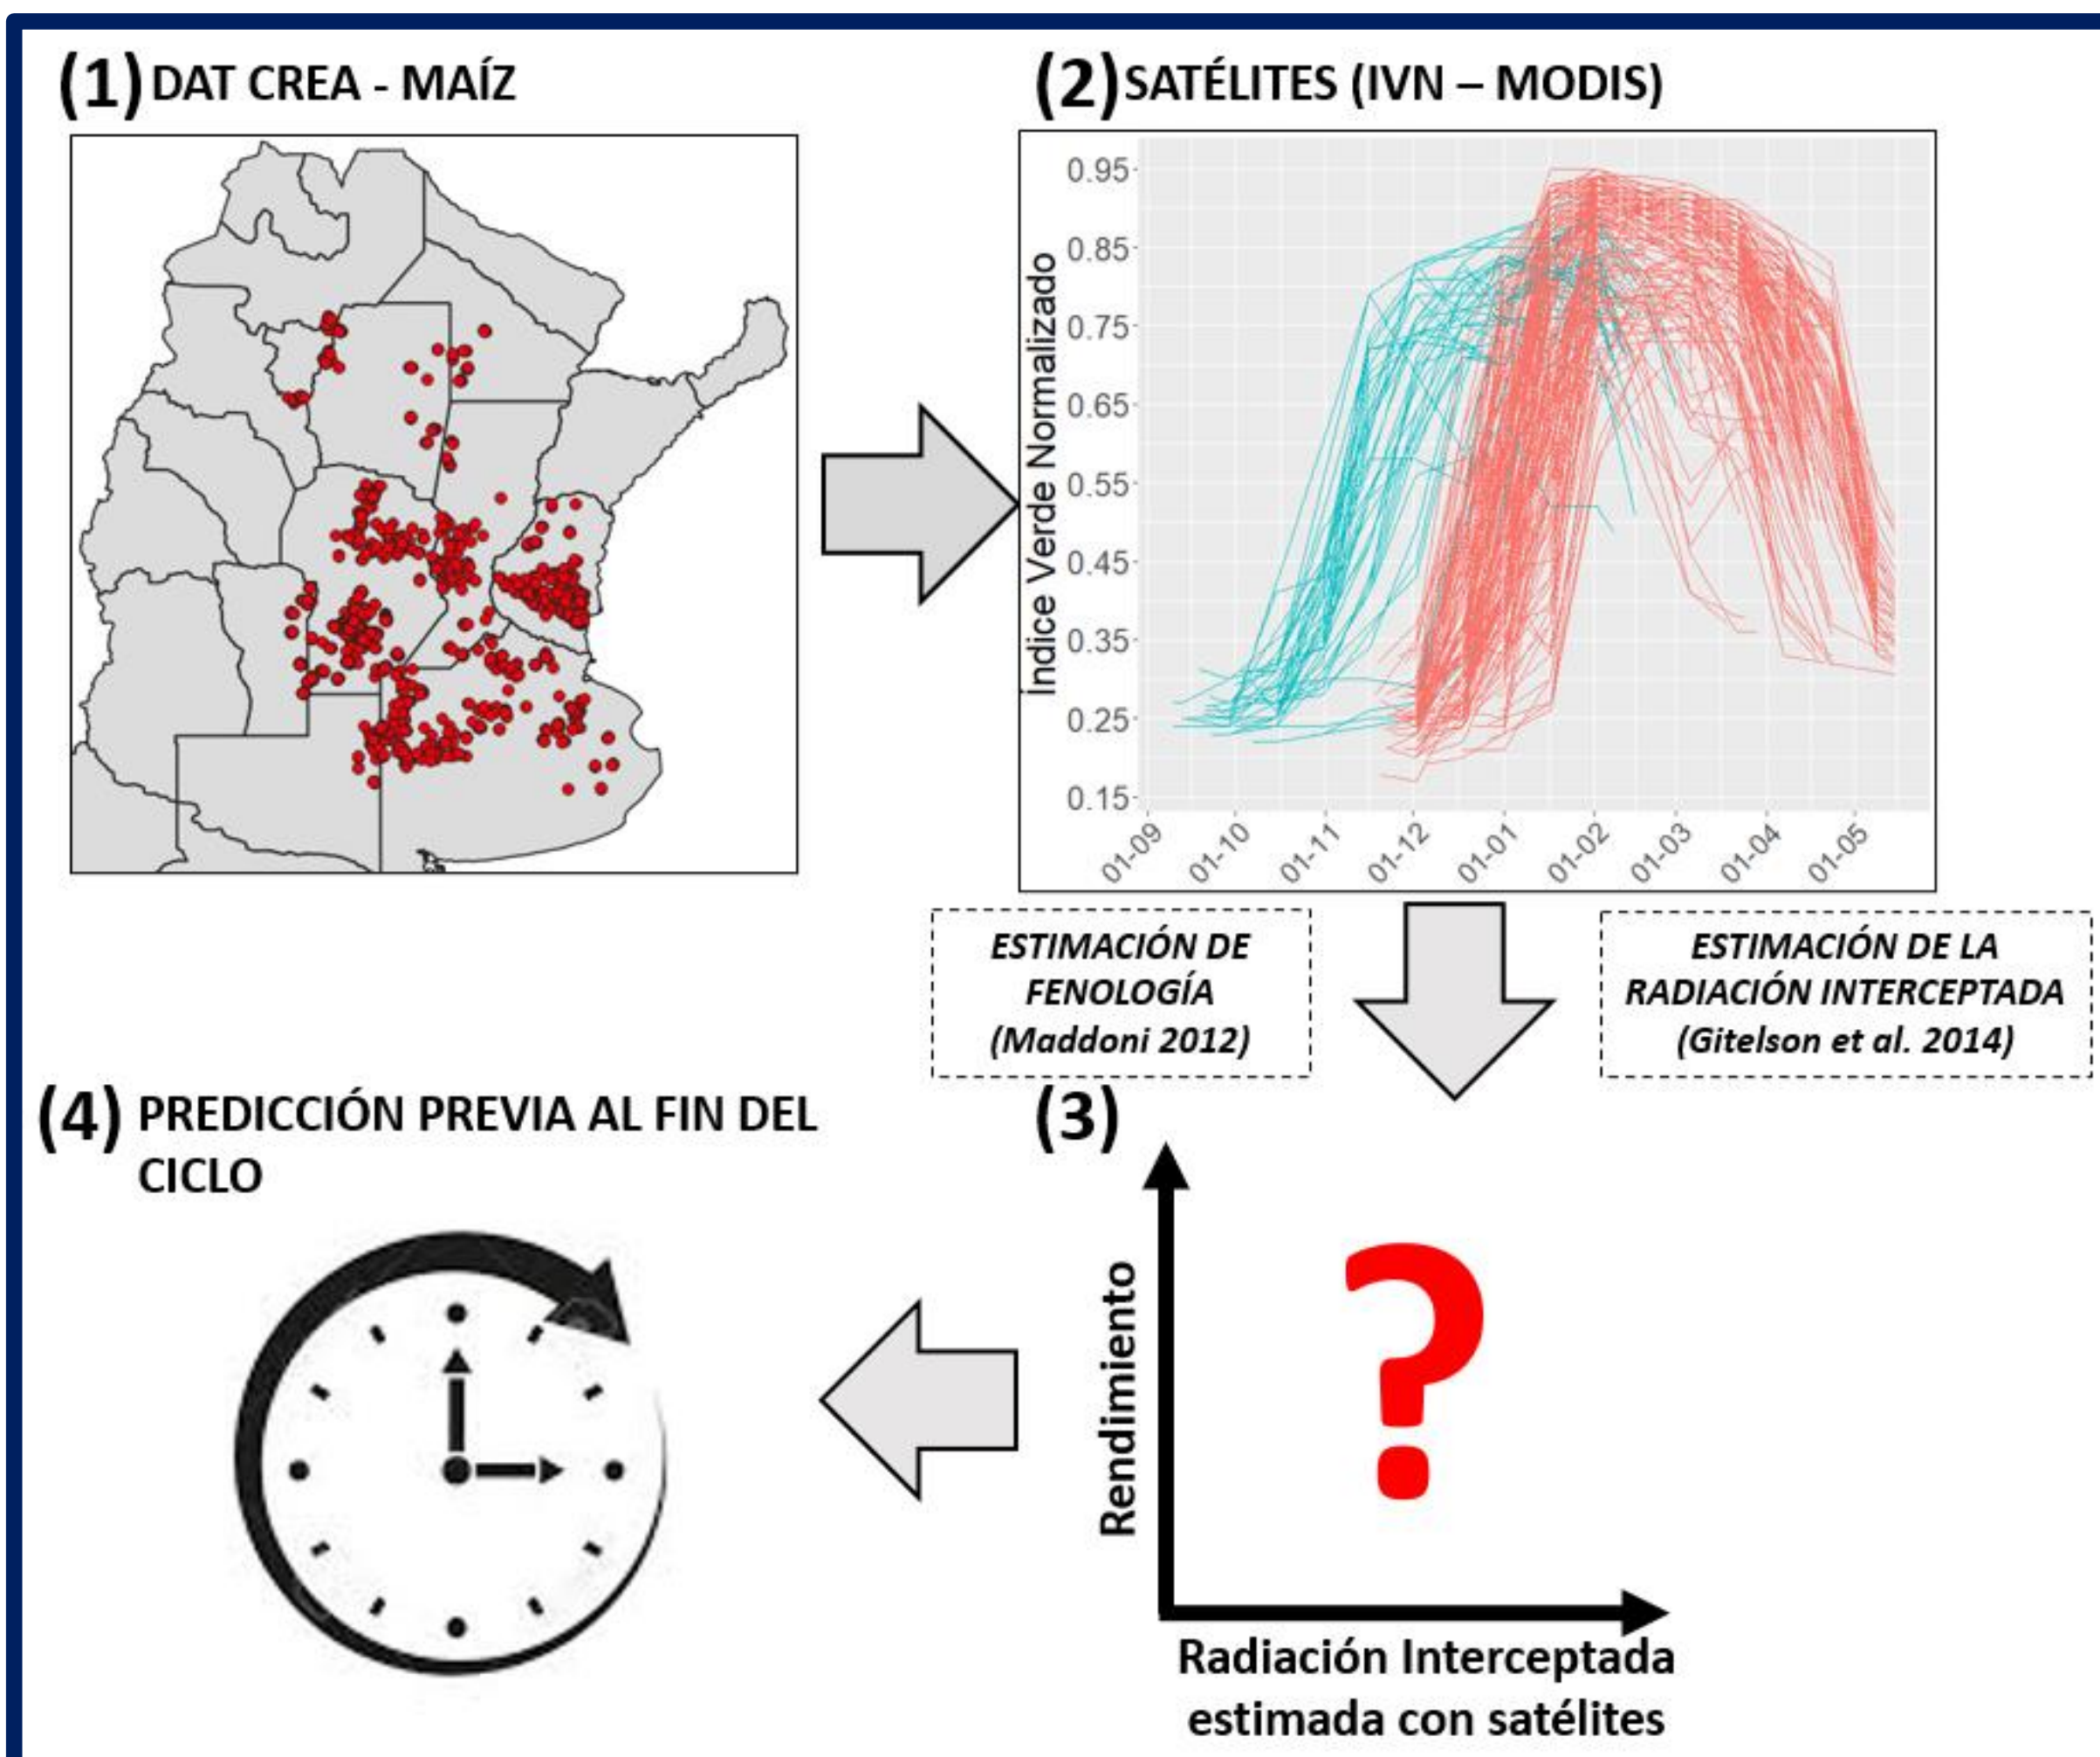 (1) DAT CREA - MAÍZ
(2) SATÉLITES (IVN – MODIS)
Índice Verde Normalizado
0.95
0.85
0.75
0.65
0.55
0.45
0.35
0.25
0.15
01-09
01-10
01-11
01-12
01-01
01-02
01-03
01-04
01-05
ESTIMACIÓN DE
FENOLOGÍA
(Maddoni 2012)
ESTIMACIÓN DE LA
RADIACIÓN INTERCEPTADA
(Gitelson et al. 2014)
(3)
Rendimiento
?
Radiación Interceptada
estimada con satélites
(4) PREDICCIÓN PREVIA AL FIN DEL
CICLO